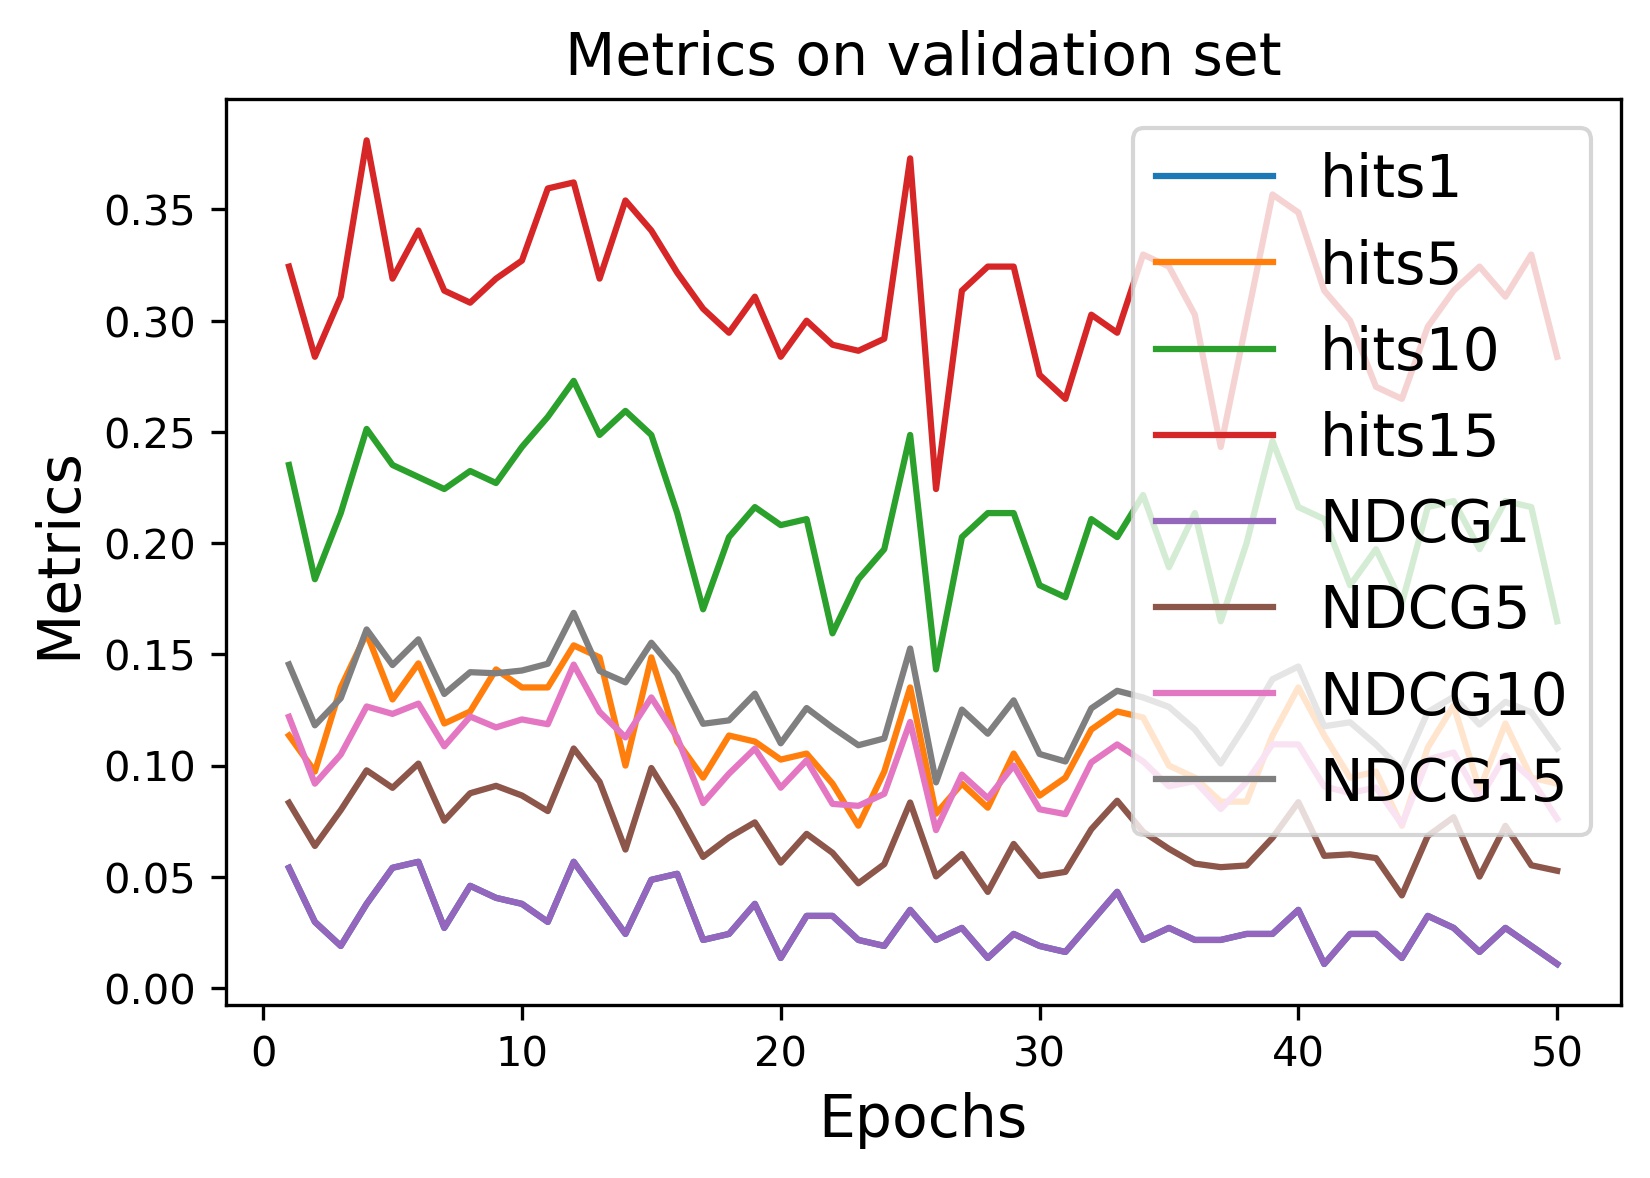 Metrics on validation set
Metrics
0.35
0.30
0.25
0.20
0.15
0.10
0.05
0.00
hits1
hits5
hits10
hits15
NDCG1
NDCG5
NDCG10
NDCG15
0 10 20 30 40 50
Epochs